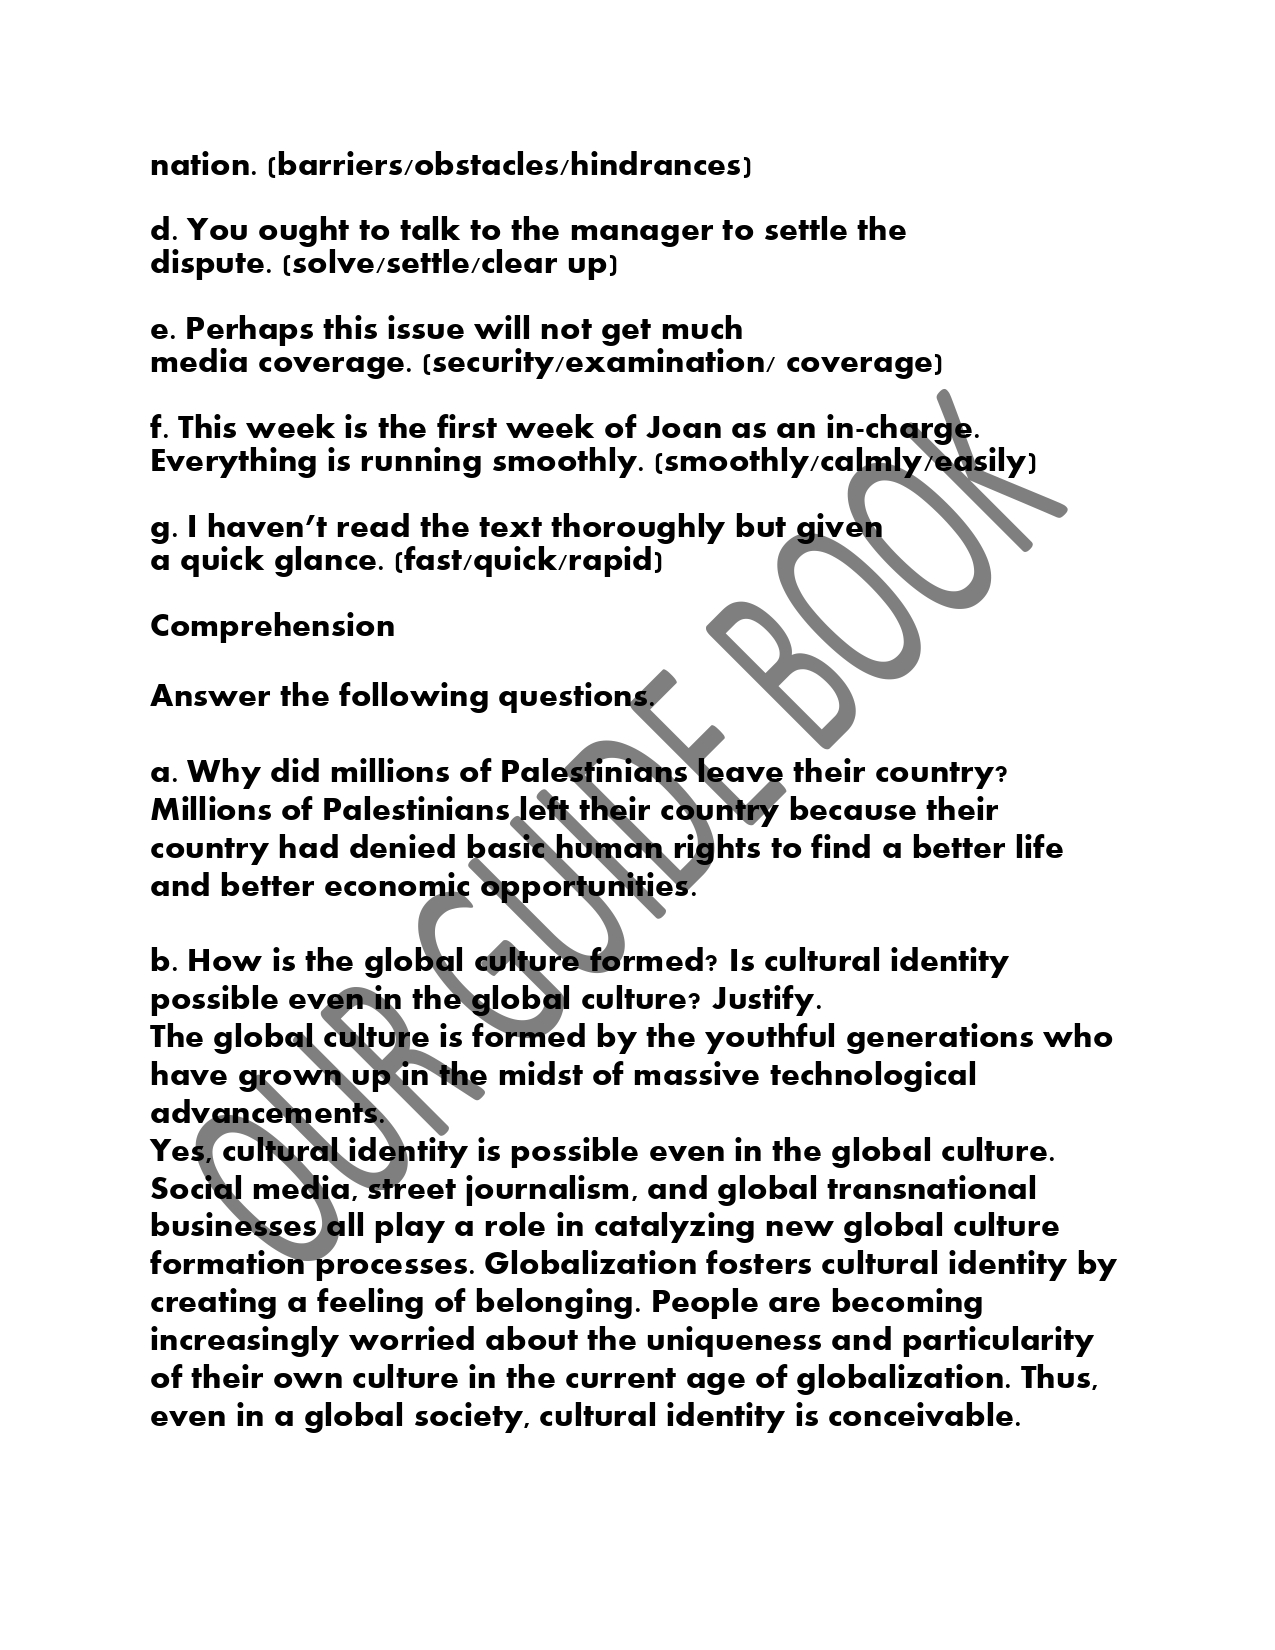 nation. (barriers/obstacles/hindrances)
d. You ought to talk to the manager to settle the
dispute. (solve/settle/clear up)
e. Perhaps this issue will not get much
media coverage. (security/examination/ coverage)
f. This week is the first week of Joan as an in-charge.
Everything is running smoothly. (smoothly/calmly/easily)
g. I haven’t read the text thoroughly but given
a quick glance. (fast/quick/rapid)
Comprehension
Answer the following questions.
a. Why did millions of Palestinians leave their country?
Millions of Palestinians left their country because their
country had denied basic human rights to find a better life
and better economic opportunities.
b. How is the global culture formed? Is cultural identity
possible even in the global culture? Justify.
The global culture is formed by the youthful generations who
have grown up in the midst of massive technological
advancements.
Yes, cultural identity is possible even in the global culture.
Social media, street journalism, and global transnational
businesses all play a role in catalyzing new global culture
formation processes. Globalization fosters cultural identity by
creating a feeling of belonging. People are becoming
increasingly worried about the uniqueness and particularity
of their own culture in the current age of globalization. Thus,
even in a global society, cultural identity is conceivable.
OUR GUIDE BOOK